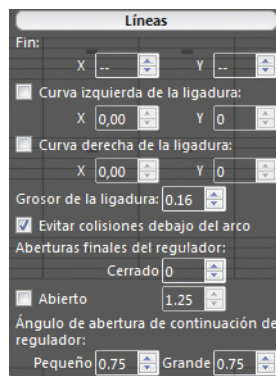 Líneas
Fin:
X -- Y --
Curva izquierda de la ligadura:
X 0,00 Y 0
Curva derecha de la ligadura:
X 0,00 Y 0
Grosor de la ligadura: 0.16
Evitar colisiones debajo del arco
Aberturas finales del regulador:
Cerrado 0
Abierto 1.25
Ángulo de abertura de continuación de
regulador:
Pequeño 0.75 Grande 0.75